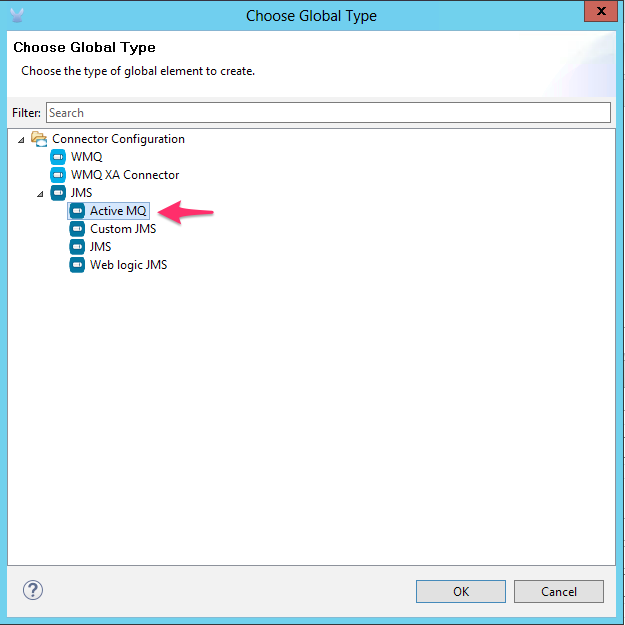 Choose Global Type
x
Choose Global Type
Choose the type of global element to create.
Filter: Search
Connector Configuration
WMQ
WMQ XA Connector
JMS
Active MQ
Custom JMS
JMS
Web logic JMS
?
OK Cancel